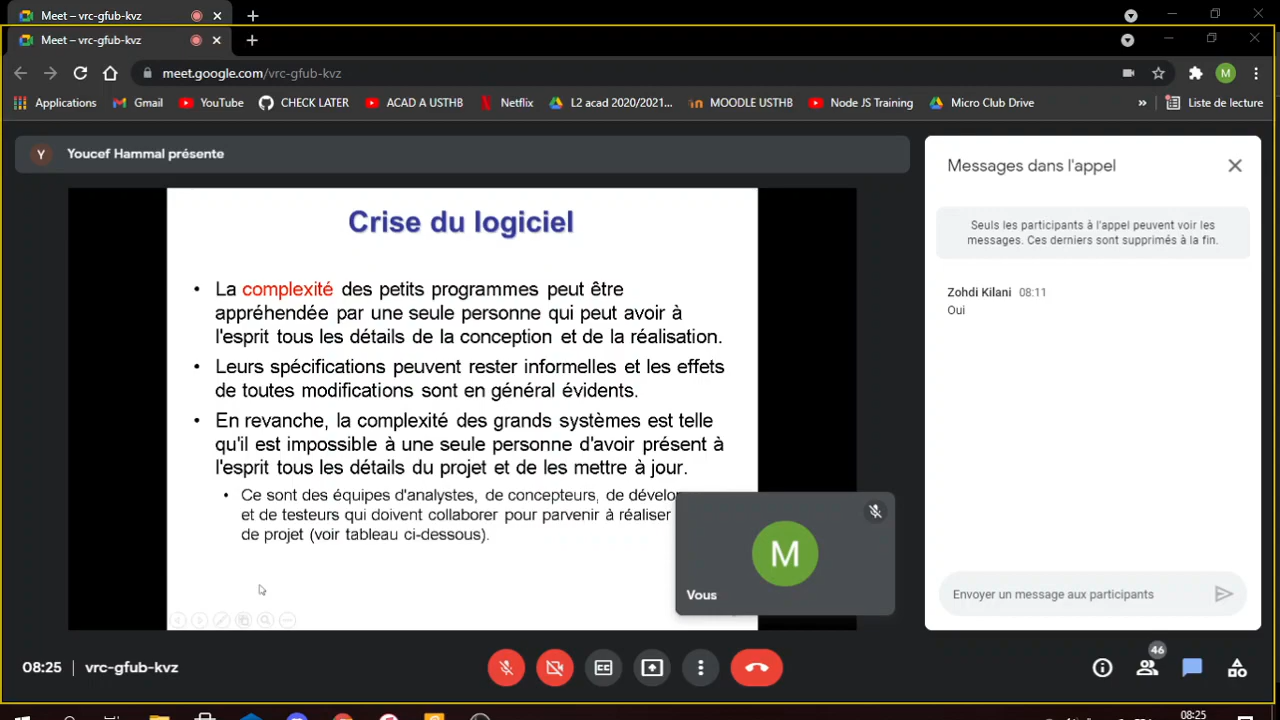 Meet – vrc-gfub-kvz
Meet – vrc-gfub-kvz
meet.google.com/vrc-gfub-kvz
M
Applications
Gmail
YouTube
CHECK LATER
ACAD A USTHB
Netflix
L2 acad 2020/2021...
MOODLE USTHB
Node JS Training
Micro Club Drive
»
Liste de lecture
Y
Youcef Hammal présente
Messages dans l'appel
Seuls les participants à l'appel peuvent voir les
messages. Ces derniers sont supprimés à la fin.
Zohdi Kilani 08:11
Oui
Crise du logiciel
• La complexité des petits programmes peut être
appréhendée par une seule personne qui peut avoir à
l'esprit tous les détails de la conception et de la réalisation.
• Leurs spécifications peuvent rester informelles et les effets
de toutes modifications sont en général évidents.
• En revanche, la complexité des grands systèmes est telle
qu'il est impossible à une seule personne d'avoir présent à
l'esprit tous les détails du projet et de les mettre à jour.
• Ce sont des équipes d'analystes, de concepteurs, de dévelo
et de testeurs qui doivent collaborer pour parvenir à réaliser
de projet (voir tableau ci-dessous).
M
Vous
Envoyer un message aux participants
08:25 | vrc-gfub-kvz
46
08:25